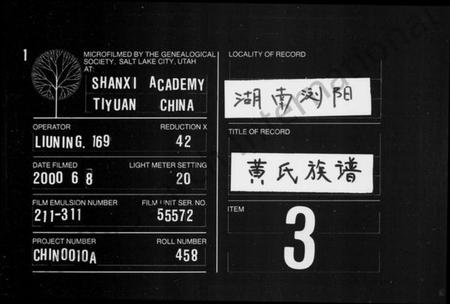 1
MICROFILMED BY THE GENEALOGICAL
SOCIETY, SALT LAKE CITY, UTAH
AT:
SHANXI ACADEMY
TIYUAN CHINA
OPERATOR
REDUCTION X
LIUNING, 169
42
DATE FILMED
LIGHT METER SETTING
2000 6 8
20
FILM EMULSION NUMBER
FILM UNIT SER. NO.
211-311
55572
PROJECT NUMBER
ROLL NUMBER
CHIN0010A
458
LOCALITY OF RECORD
湖南浏阳
TITLE OF RECORD
黄氏族谱
ITEM
3